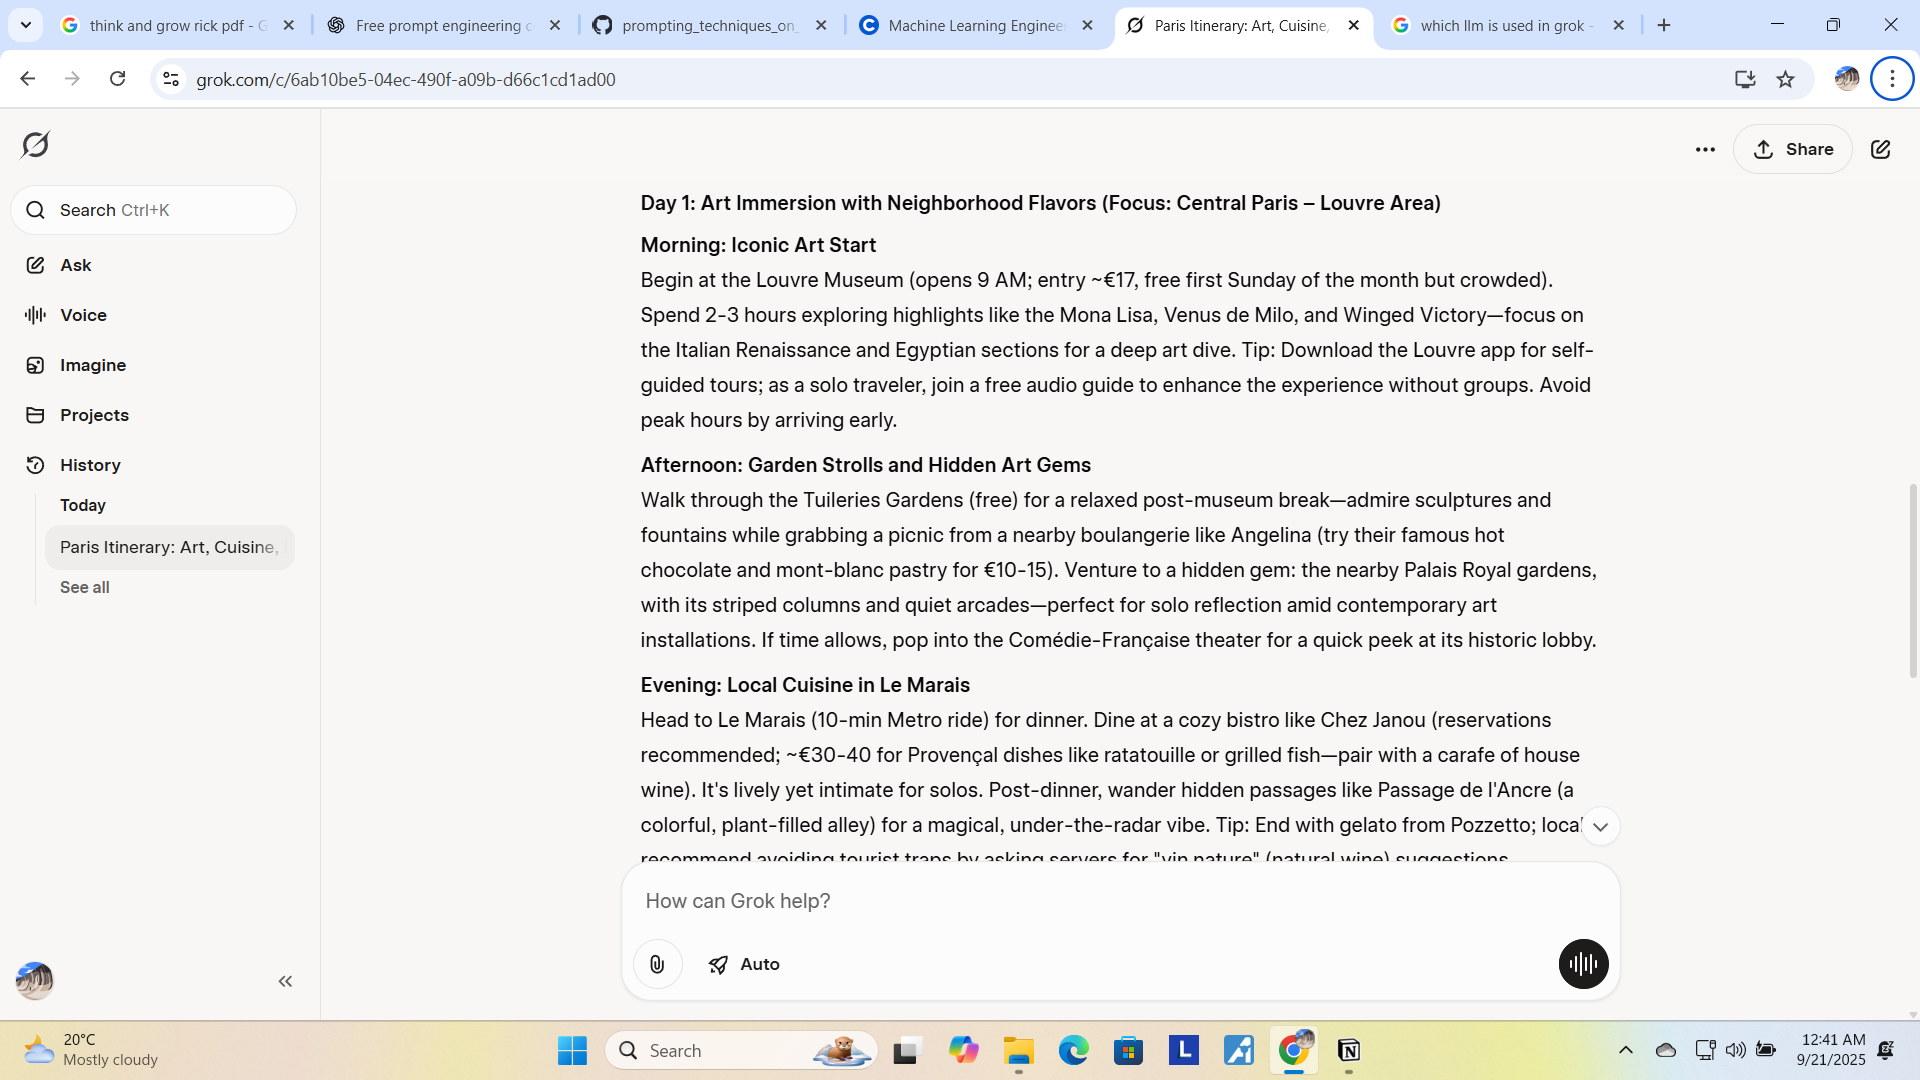 think and grow rick pdf - G
Free prompt engineering c
prompting_techniques_on_
Machine Learning Engineer
Paris Itinerary: Art, Cuisine,
which llm is used in grok -
grok.com/c/6ab10be5-04ec-490f-a09b-d66c1cd1ad00
Share
Search Ctrl+K
Ask
Voice
Imagine
Projects
History
Today
Paris Itinerary: Art, Cuisine,
See all
Day 1: Art Immersion with Neighborhood Flavors (Focus: Central Paris – Louvre Area)
Morning: Iconic Art Start
Begin at the Louvre Museum (opens 9 AM; entry ~€17, free first Sunday of the month but crowded).
Spend 2-3 hours exploring highlights like the Mona Lisa, Venus de Milo, and Winged Victory—focus on
the Italian Renaissance and Egyptian sections for a deep art dive. Tip: Download the Louvre app for self-
guided tours; as a solo traveler, join a free audio guide to enhance the experience without groups. Avoid
peak hours by arriving early.
Afternoon: Garden Strolls and Hidden Art Gems
Walk through the Tuileries Gardens (free) for a relaxed post-museum break—admire sculptures and
fountains while grabbing a picnic from a nearby boulangerie like Angelina (try their famous hot
chocolate and mont-blanc pastry for €10-15). Venture to a hidden gem: the nearby Palais Royal gardens,
with its striped columns and quiet arcades—perfect for solo reflection amid contemporary art
installations. If time allows, pop into the Comédie-Française theater for a quick peek at its historic lobby.
Evening: Local Cuisine in Le Marais
Head to Le Marais (10-min Metro ride) for dinner. Dine at a cozy bistro like Chez Janou (reservations
recommended; ~€30-40 for Provençal dishes like ratatouille or grilled fish—pair with a carafe of house
wine). It's lively yet intimate for solos. Post-dinner, wander hidden passages like Passage de l'Ancre (a
colorful, plant-filled alley) for a magical, under-the-radar vibe. Tip: End with gelato from Pozzetto; local
recommend avoiding tourist traps by asking servers for "vin nature" (natural wine) suggestions.
How can Grok help?
Auto
20°C
Mostly cloudy
Search
12:41 AM
9/21/2025